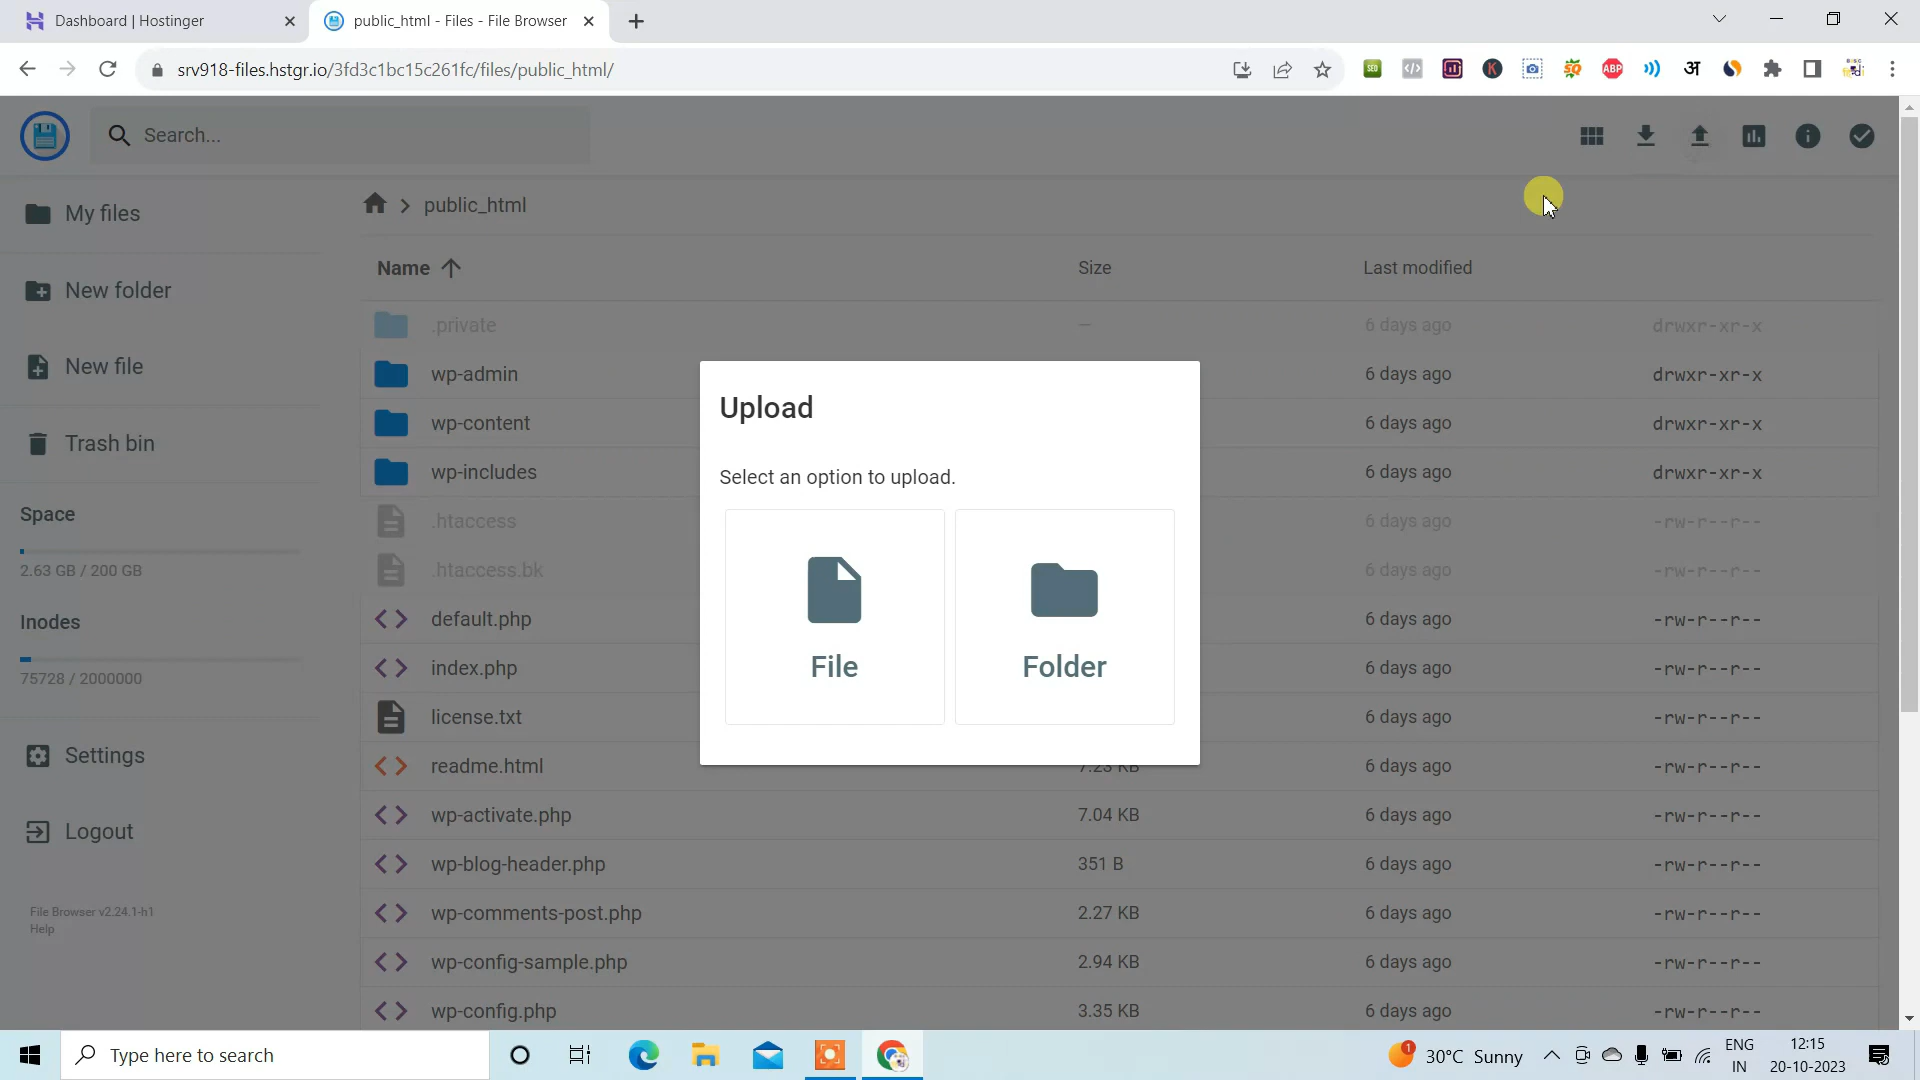 Dashboard | Hostinger
public_html - Files - File Browser
srv918-files.hstgr.io/3fd3c1bc15c261fc/files/public_html/
SEO
K
SQ
ABP
अ
Search...
My files
New folder
New file
Trash bin
Space
2.63 GB / 200 GB
Inodes
75728 / 2000000
Settings
Logout
File Browser v2.24.1-h1
Help
public_html
Name Size Last modified
.private — 6 days ago drwxr-xr-x
wp-admin 6 days ago drwxr-xr-x
wp-content 6 days ago drwxr-xr-x
wp-includes 6 days ago drwxr-xr-x
.htaccess 6 days ago -rw-r--r--
.htaccess.bk 6 days ago -rw-r--r--
default.php 6 days ago -rw-r--r--
index.php 6 days ago -rw-r--r--
license.txt 6 days ago -rw-r--r--
readme.html 7.23 KB 6 days ago -rw-r--r--
wp-activate.php 7.04 KB 6 days ago -rw-r--r--
wp-blog-header.php 351 B 6 days ago -rw-r--r--
wp-comments-post.php 2.27 KB 6 days ago -rw-r--r--
wp-config-sample.php 2.94 KB 6 days ago -rw-r--r--
wp-config.php 3.35 KB 6 days ago -rw-r--r--
Upload
Select an option to upload.
File
Folder
Type here to search
1
30°C Sunny
ENG
IN
12:15
20-10-2023